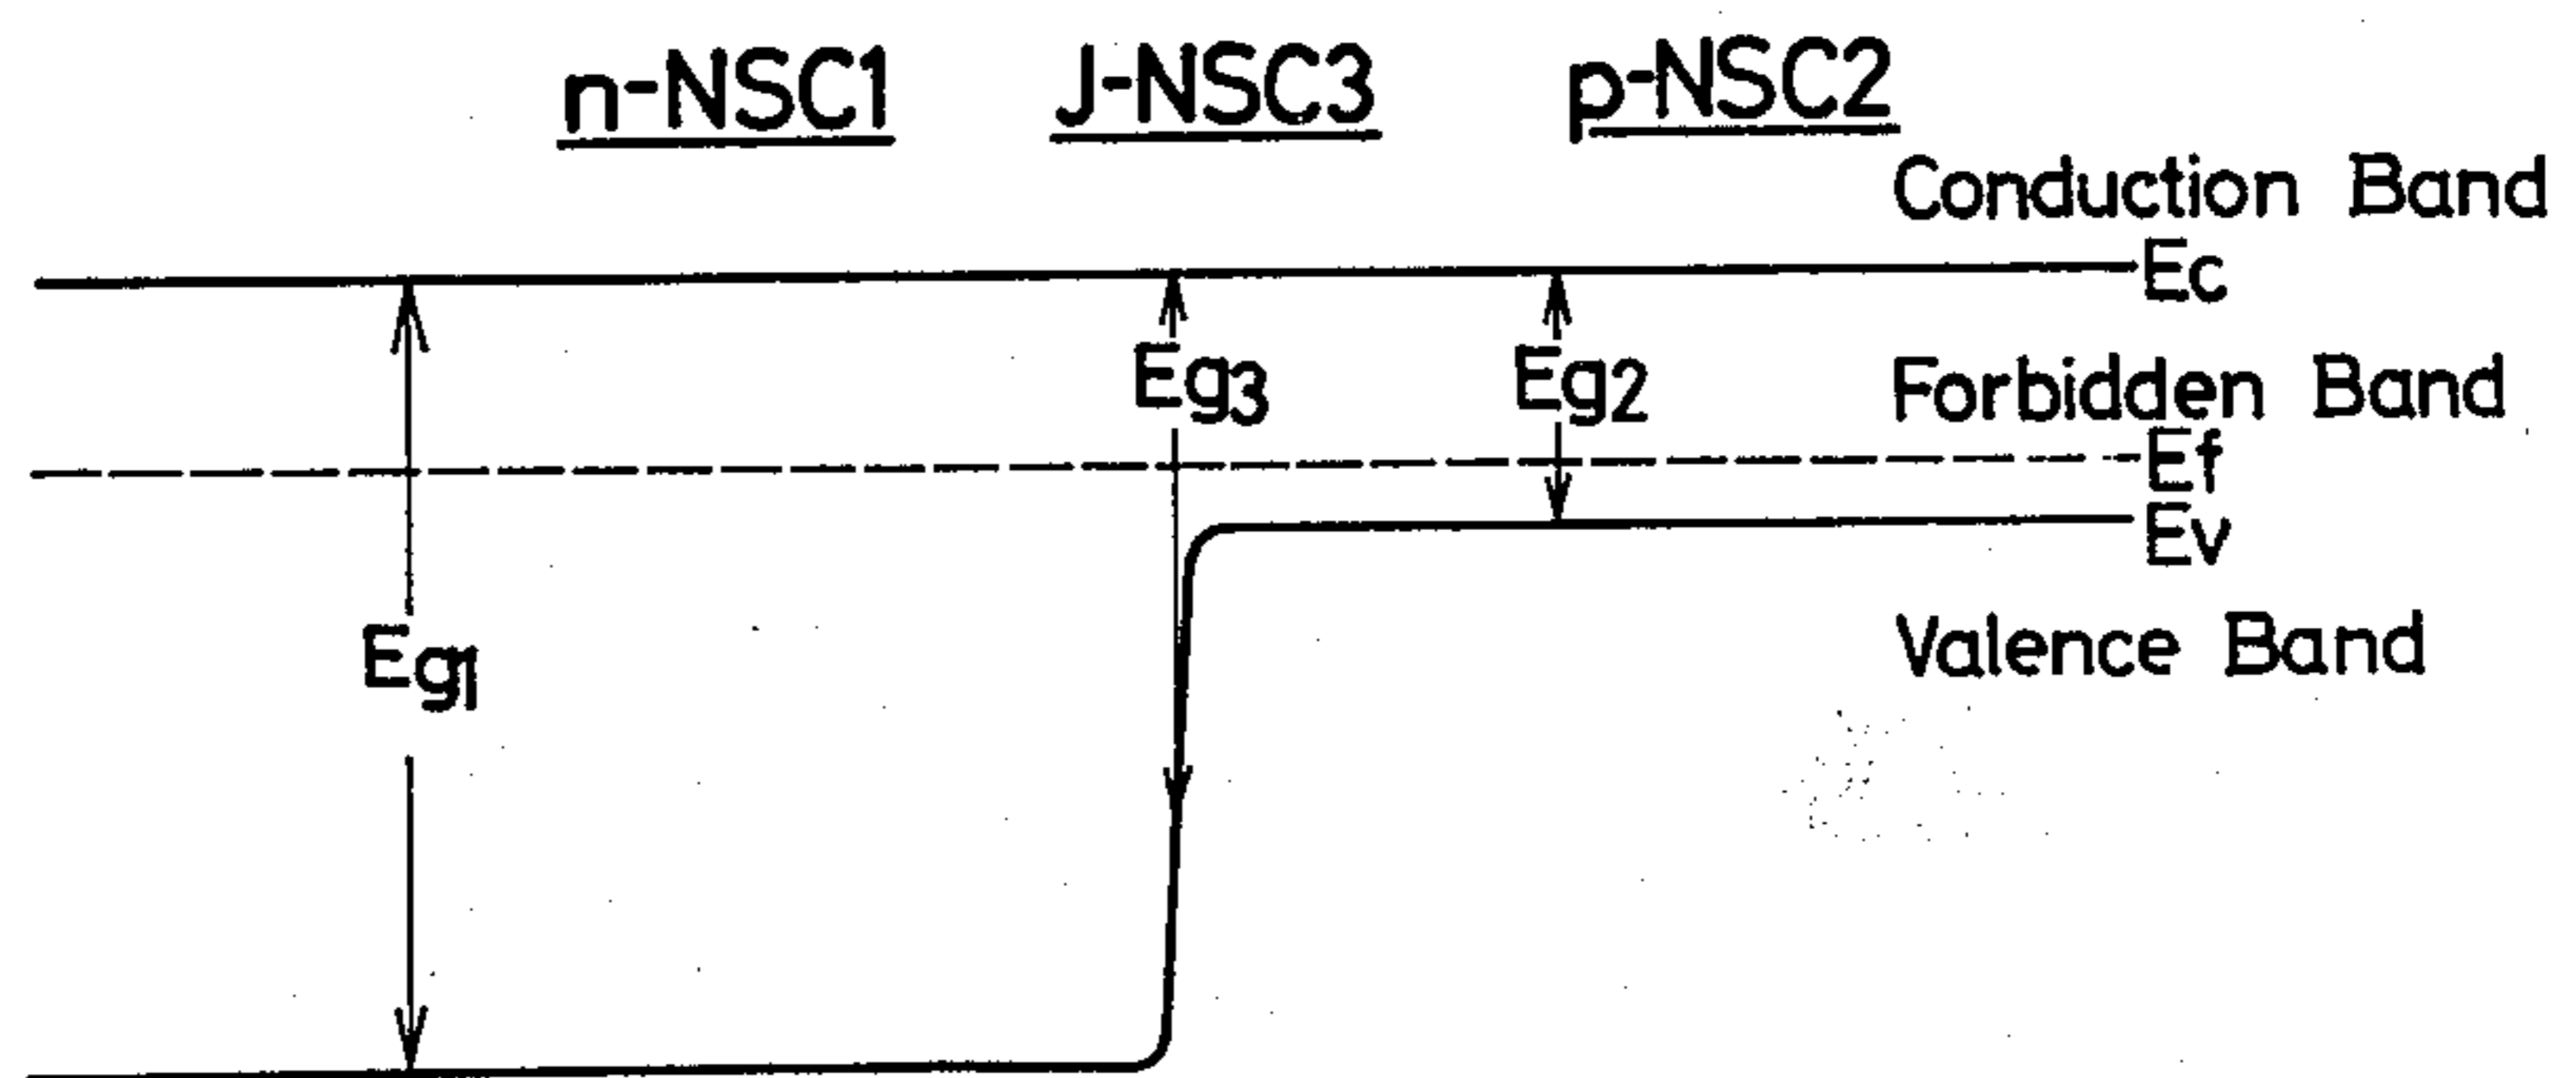 n-NSC1 J-NSC3 p-NSC2
Conduction Band
Ec
Eg3 Eg2 Forbidden Band
Ef
Ev
Eg1 Valence Band